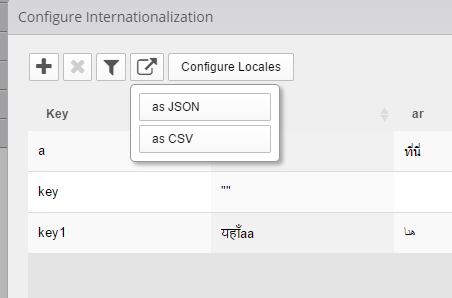 Configure Internationalization
Configure Locales
as JSON
as CSV
Key ar
a ที่นี่
key ""
key1 यहाँaa هنا